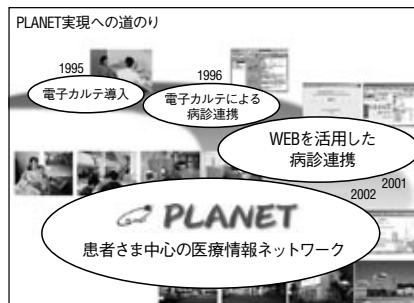 PLANET実現への道のり
1995
電子カルテ導入
1996
電子カルテによる
病診連携
WEBを活用した
病診連携
2001
2002
PLANET
患者さま中心の医療情報ネットワーク